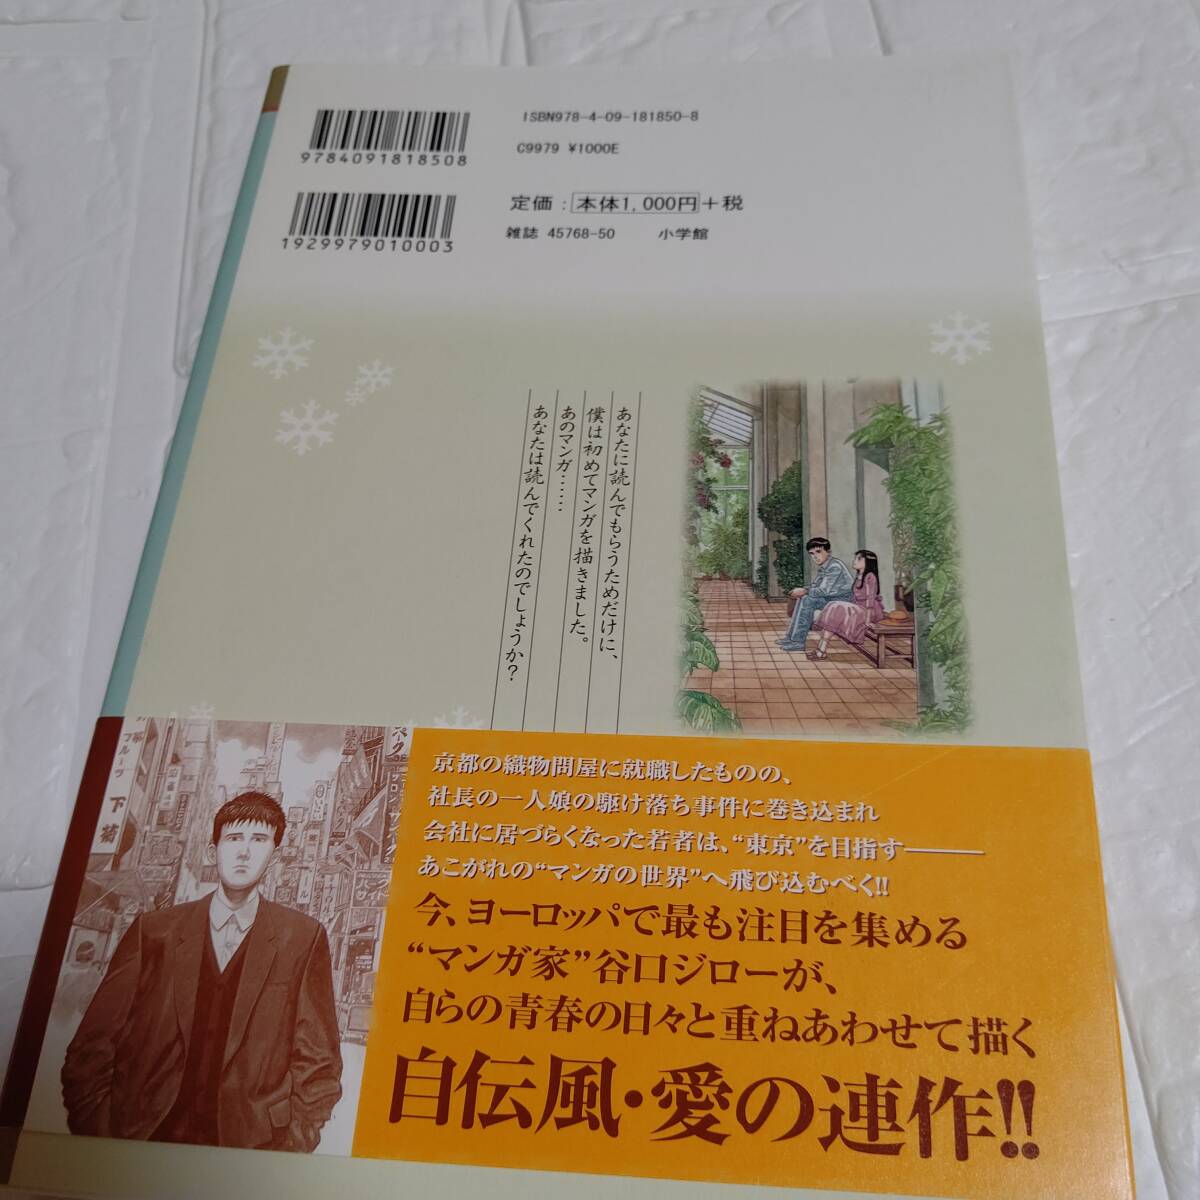 ISBN978-4-09-181850-8
9784091818508
C9979 ¥1000E
定価：本体1,000円＋税
1929979010003
雑誌 45768-50 小学館
あなたに読んでもらうためだけに、
僕は初めてマンガを描きました。
あのマンガ……
あなたは読んでくれたのでしょうか？
フルーツ
下菊
京都の織物問屋に就職したものの、
社長の一人娘の駆け落ち事件に巻き込まれ
会社に居づらくなった若者は、“東京”を目指す——
あこがれの“マンガの世界”へ飛び込むべく!!
今、ヨーロッパで最も注目を集める
“マンガ家”谷口ジローが、
自らの青春の日々と重ねあわせて描く
自伝風・愛の連作!!